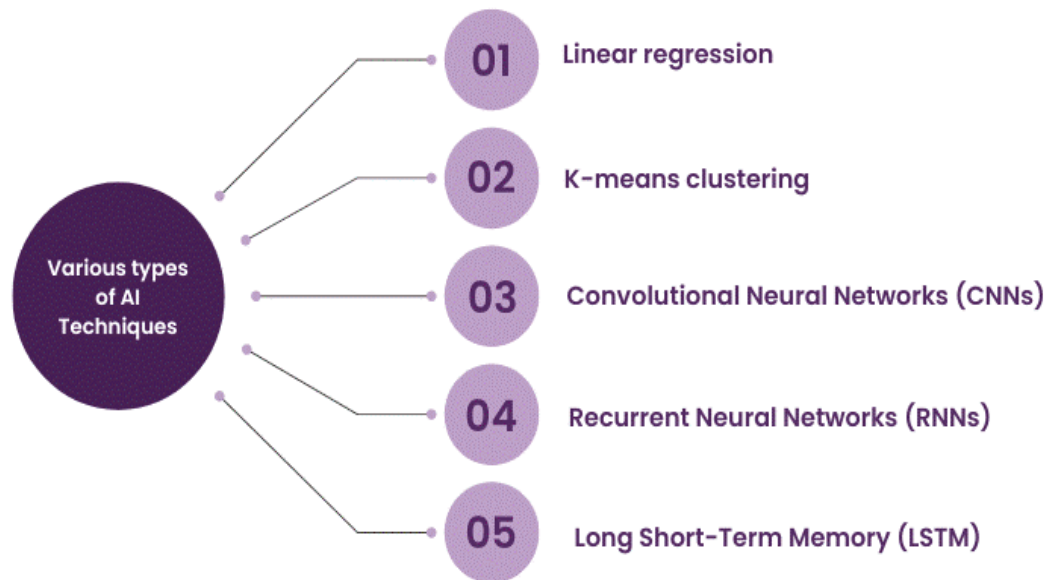 Various types
of AI
Techniques
01
Linear regression
02
K-means clustering
03
Convolutional Neural Networks (CNNs)
04
Recurrent Neural Networks (RNNs)
05
Long Short-Term Memory (LSTM)